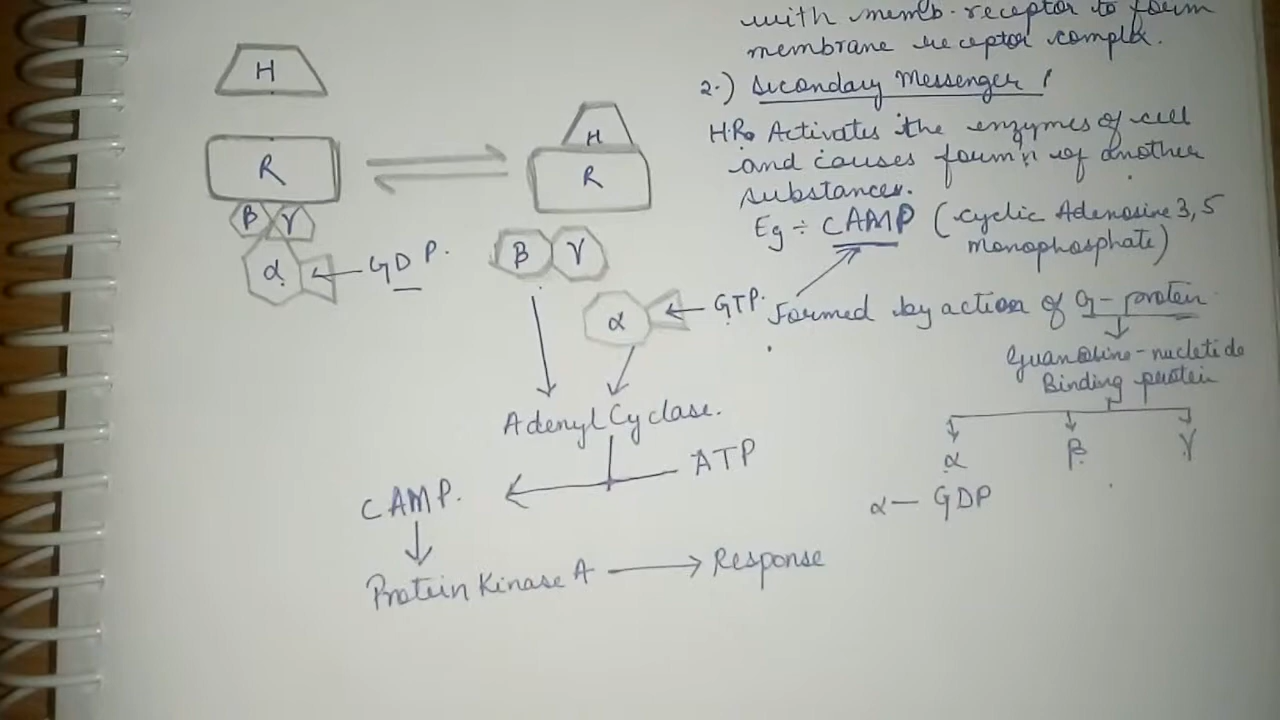 with memb. receptor to form
membrane receptor complex.
2.) Secondary Messenger
H.R. Activates the enzymes of cell
and causes form'n of another
substances.
Eg ÷ CAMP (cyclic Adenosine 3,5
monophosphate)
Formed by action of G-protein
Guanosine-nucletide
Binding protein
α β γ
α — GDP
H
R
β γ
α ← GDP.
H
R
β γ
α ← GTP.
Adenyl Cyclase.
ATP
CAMP.
Protein Kinase A → Response